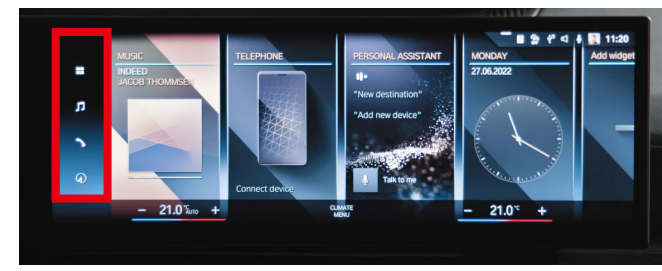 11:20
MUSIC
INDEED
JACOB THOMMSEN
TELEPHONE
Connect device
PERSONAL ASSISTANT
"New destination"
"Add new device"
Talk to me
MONDAY
27.06.2022
Add widget
- 21.0°C AUTO +
CLIMATE
MENU
- 21.0°C +